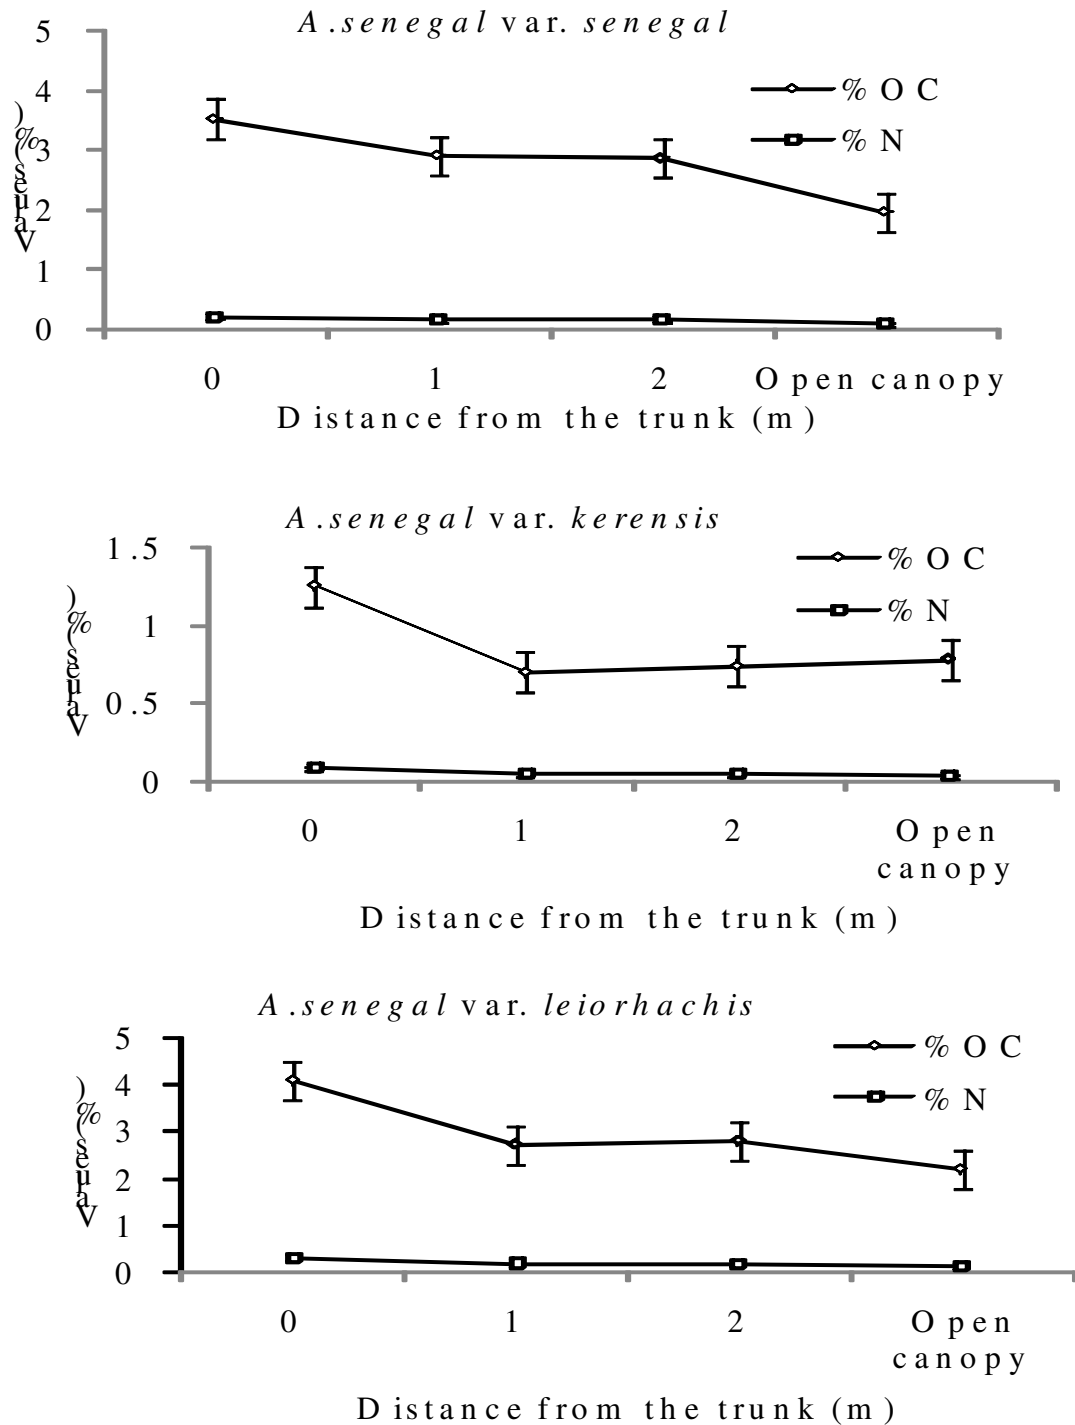 A.senegal var. senegal
5
4
3
2
1
0
Values(%)
% OC
% N
0 1 2 Open canopy
Distance from the trunk (m)
A.senegal var. kerensis
1.5
1
0.5
0
Values(%)
% OC
% N
0 1 2 Open
canopy
Distance from the trunk (m)
A.senegal var. leiorhachis
5
4
3
2
1
0
Values(%)
% OC
% N
0 1 2 Open
canopy
Distance from the trunk (m)